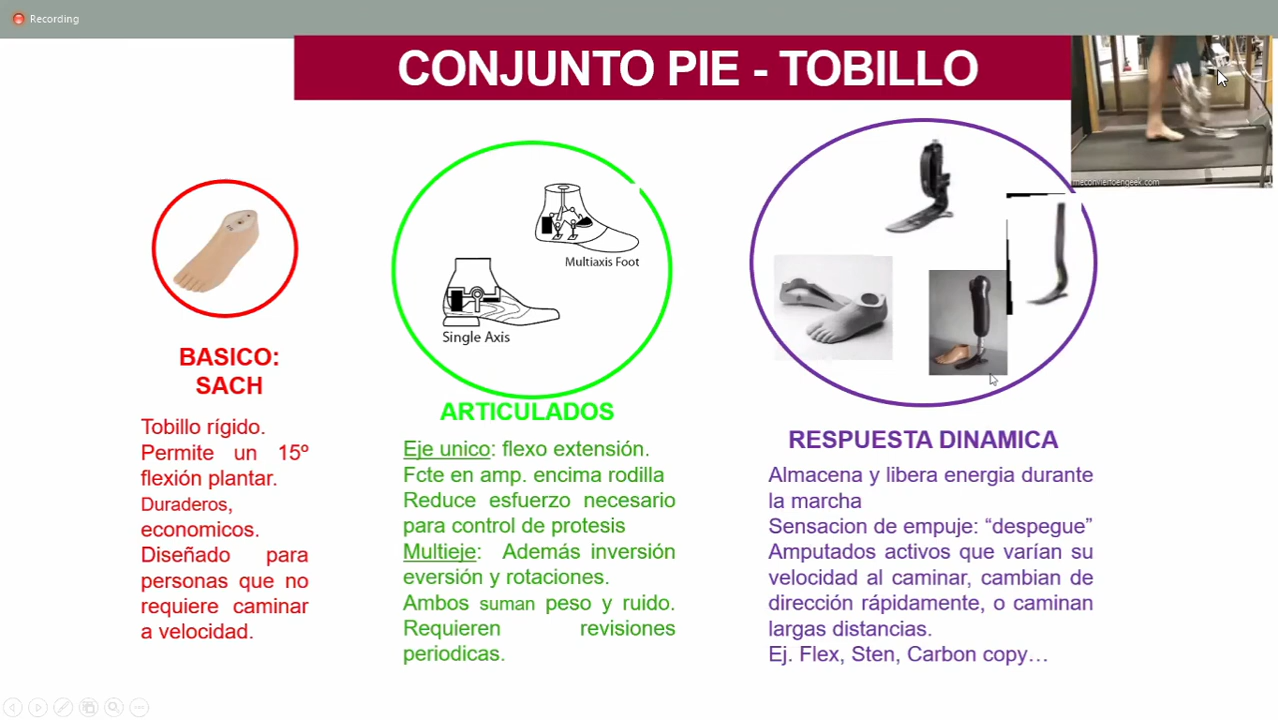 Recording
CONJUNTO PIE - TOBILLO
meconviertoengeek.com
Multiaxis Foot
Single Axis
BASICO:
SACH
Tobillo rígido.
Permite un 15º
flexión plantar.
Duraderos,
economicos.
Diseñado para
personas que no
requiere caminar
a velocidad.
ARTICULADOS
Eje unico: flexo extensión.
Fcte en amp. encima rodilla
Reduce esfuerzo necesario
para control de protesis
Multieje: Además inversión
eversión y rotaciones.
Ambos suman peso y ruido.
Requieren revisiones
periodicas.
RESPUESTA DINAMICA
Almacena y libera energia durante
la marcha
Sensacion de empuje: “despegue”
Amputados activos que varían su
velocidad al caminar, cambian de
dirección rápidamente, o caminan
largas distancias.
Ej. Flex, Sten, Carbon copy…